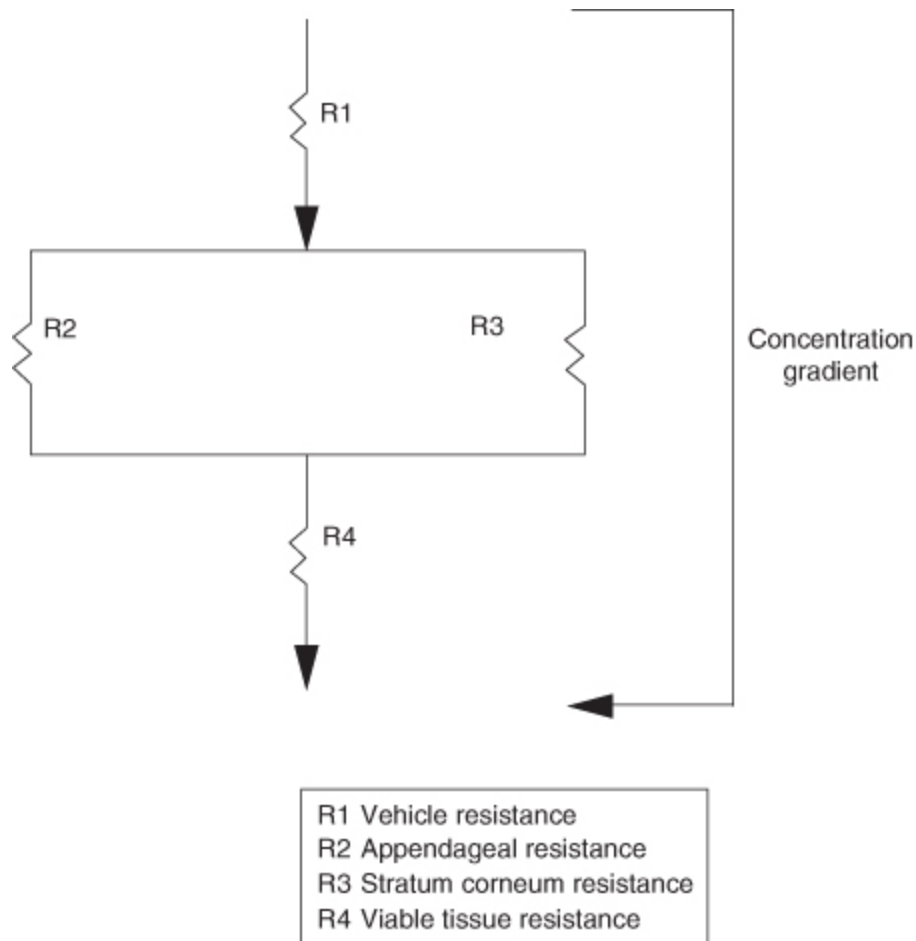 R1
R2
R3
Concentration
gradient
R4
R1 Vehicle resistance
R2 Appendageal resistance
R3 Stratum corneum resistance
R4 Viable tissue resistance